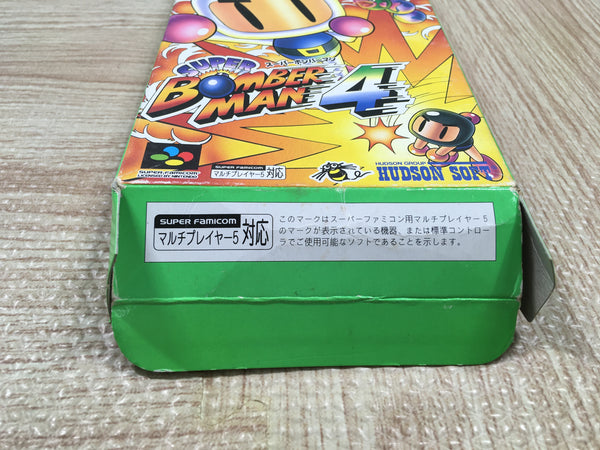 スーパーボンバーマン
SUPER
BOMBER
MAN 4
SUPER FAMICOM
LICENSED BY NINTENDO
SUPER FAMICOM
マルチプレイヤー5 対応
HUDSON GROUP
HUDSON SOFT
SUPER FAMICOM
マルチプレイヤー5 対応
このマークはスーパーファミコン用マルチプレイヤー5
のマークが表示されている機器、または標準コントロー
ラでご使用可能なソフトであることを示します。